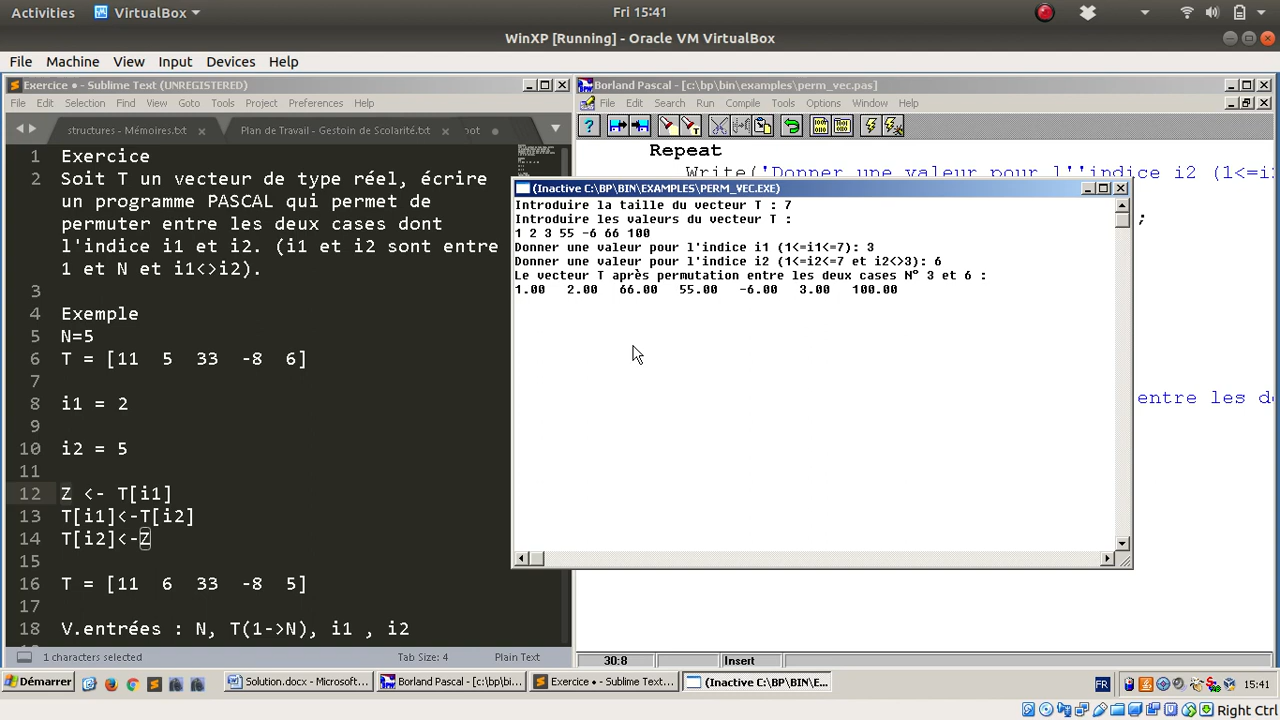 Activities VirtualBox Fri 15:41
WinXP [Running] - Oracle VM VirtualBox
File Machine View Input Devices Help
Exercice • - Sublime Text (UNREGISTERED)
File Edit Selection Find View Goto Tools Project Preferences Help
structures - Mémoires.txt Plan de Travail - Gestoin de Scolarité.txt
1 Exercice
2 Soit T un vecteur de type réel, écrire
un programme PASCAL qui permet de
permuter entre les deux cases dont
l'indice i1 et i2. (i1 et i2 sont entre
1 et N et i1<>i2).
3
4 Exemple
5 N=5
6 T = [11 5 33 -8 6]
7
8 i1 = 2
9
10 i2 = 5
11
12 Z <- T[i1]
13 T[i1]<-T[i2]
14 T[i2]<-Z
15
16 T = [11 6 33 -8 5]
17
18 V.entrées : N, T(1->N), i1 , i2
1 characters selected Tab Size: 4 Plain Text
Borland Pascal - [c:\bp\bin\examples\perm_vec.pas]
File Edit Search Run Compile Tools Options Window Help
Repeat
Write('Donner une valeur pour l''indice i2 (1<=i
;
entre les de
(Inactive C:\BP\BIN\EXAMPLES\PERM_VEC.EXE)
Introduire la taille du vecteur T : 7
Introduire les valeurs du vecteur T :
1 2 3 55 -6 66 100
Donner une valeur pour l'indice i1 (1<=i1<=7): 3
Donner une valeur pour l'indice i2 (1<=i2<=7 et i2<>3): 6
Le vecteur T après permutation entre les deux cases N° 3 et 6 :
1.00 2.00 66.00 55.00 -6.00 3.00 100.00
30:8 Insert
Démarrer Solution.docx - Microsoft... Borland Pascal - [c:\bp\bi... Exercice • - Sublime Text... (Inactive C:\BP\BIN\E... FR 15:41
Right Ctrl